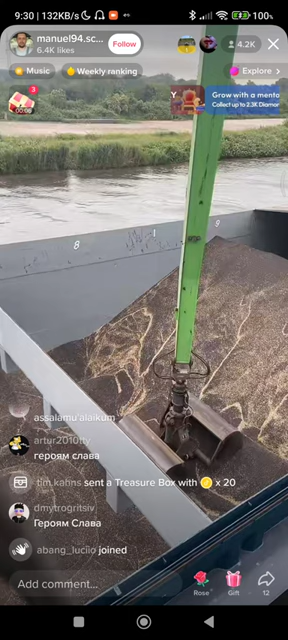 9:30 | 132KB/s
100%
manuel94.sc...
6.4K likes
Follow
4.2K
Music
Weekly ranking
Explore >
3
Grow with a mento
Collect up to 2.3K Diamon
8
9
assalamu'alaikum
artur2010tty
героям слава
tim.kahns sent a Treasure Box with x 20
dmytrogritsiv
Героям Слава
abang_luciio joined
Add comment...
Rose
Gift
12